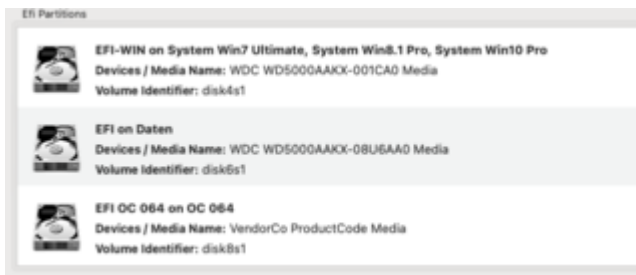 Efi Partitions
EFI-WIN on System Win7 Ultimate, System Win8.1 Pro, System Win10 Pro
Devices / Media Name: WDC WD5000AAKX-001CA0 Media
Volume Identifier: disk4s1
EFI on Daten
Devices / Media Name: WDC WD5000AAKX-08U6AA0 Media
Volume Identifier: disk6s1
EFI OC 064 on OC 064
Devices / Media Name: VendorCo ProductCode Media
Volume Identifier: disk8s1